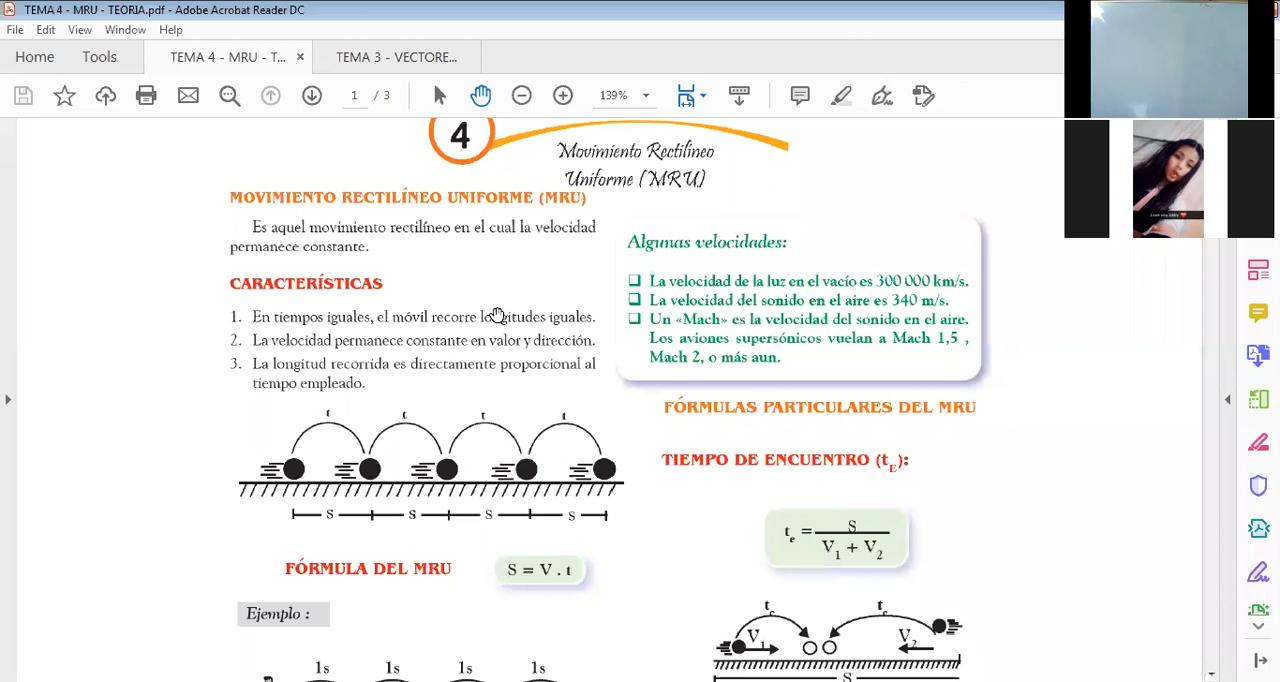 TEMA 4 - MRU - TEORIA.pdf - Adobe Acrobat Reader DC
File Edit View Window Help
Home Tools TEMA 4 - MRU - T... × TEMA 3 - VECTORE...
1 / 3 139%
4
Movimiento Rectilíneo
Uniforme (MRU)
MOVIMIENTO RECTILÍNEO UNIFORME (MRU)
Es aquel movimiento rectilíneo en el cual la velocidad
permanece constante.
CARACTERÍSTICAS
1. En tiempos iguales, el móvil recorre longitudes iguales.
2. La velocidad permanece constante en valor y dirección.
3. La longitud recorrida es directamente proporcional al
tiempo empleado.
t t t t
S S S S
FÓRMULA DEL MRU S = V . t
Ejemplo :
1s 1s 1s 1s
Algunas velocidades:
La velocidad de la luz en el vacío es 300 000 km/s.
La velocidad del sonido en el aire es 340 m/s.
Un «Mach» es la velocidad del sonido en el aire.
Los aviones supersónicos vuelan a Mach 1,5 ,
Mach 2, o más aun.
FÓRMULAS PARTICULARES DEL MRU
TIEMPO DE ENCUENTRO (tE):
te = S
V1 + V2
te te
V1 V2
S
Love you baby